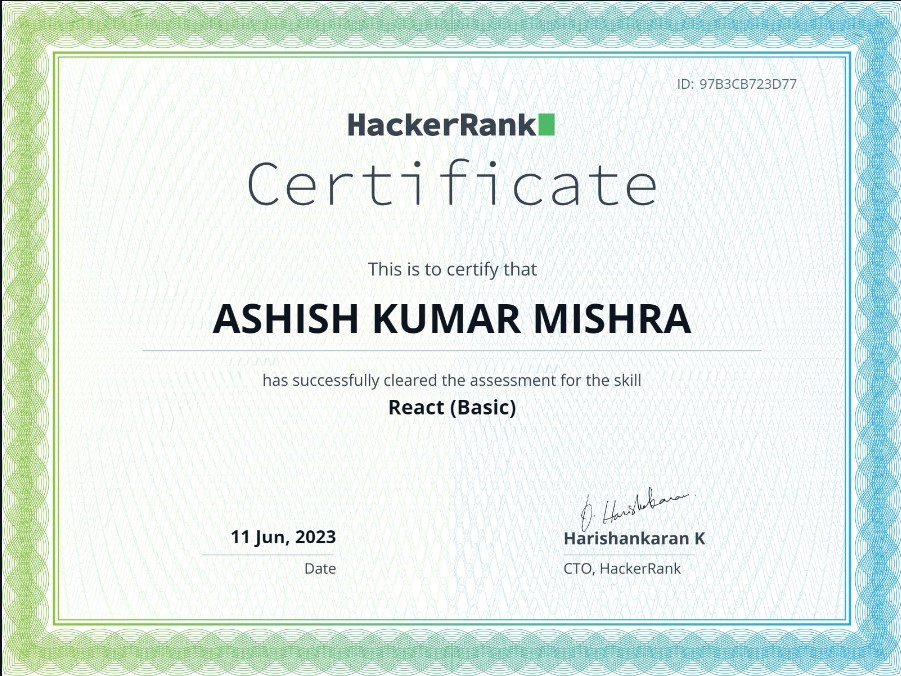 ID: 97B3CB723D77
HackerRank
Certificate
This is to certify that
ASHISH KUMAR MISHRA
has successfully cleared the assessment for the skill
React (Basic)
11 Jun, 2023
Date
Harishankaran K
CTO, HackerRank